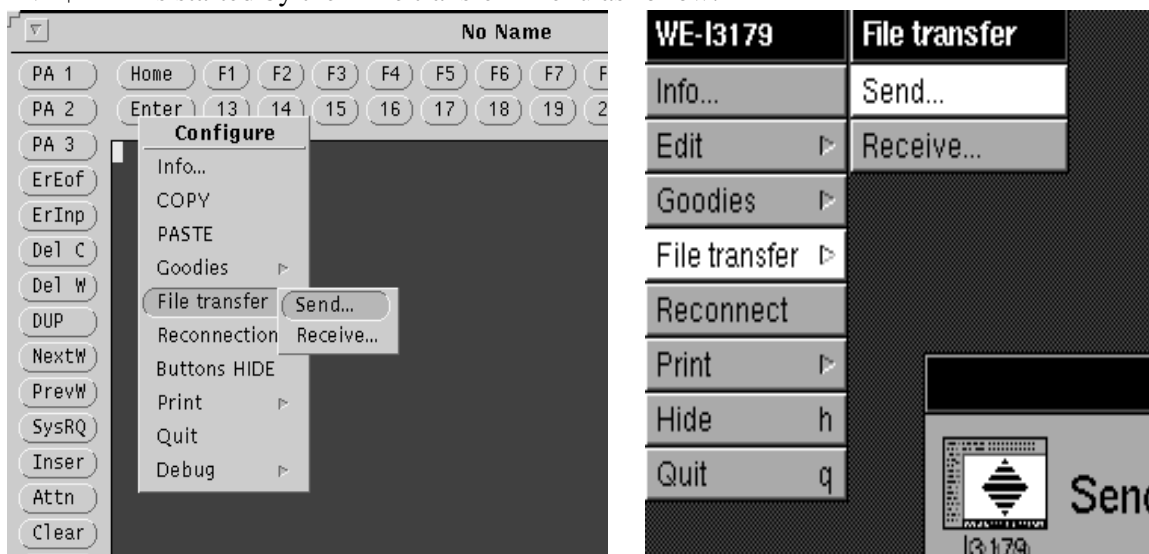 No Name
PA 1 Home F1 F2 F3 F4 F5 F6 F7 F
PA 2 Enter 13 14 15 16 17 18 19 2
PA 3
ErEof
ErInp
Del C
Del W
DUP
NextW
PrevW
SysRQ
Inser
Attn
Clear
Configure
Info...
COPY
PASTE
Goodies
File transfer
Reconnection
Buttons HIDE
Print
Quit
Debug
Send...
Receive...
WE-I3179
Info...
Edit
Goodies
File transfer
Reconnect
Print
Hide h
Quit q
File transfer
Send...
Receive...
Send
I3179